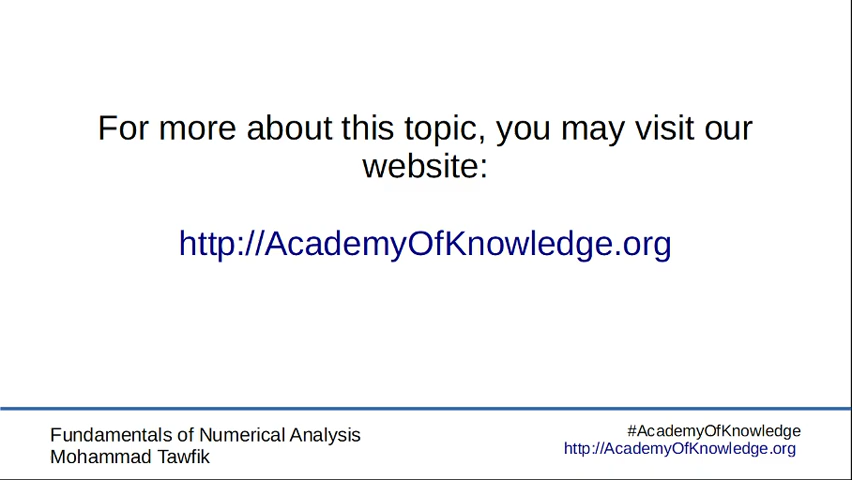 For more about this topic, you may visit our
website:
http://AcademyOfKnowledge.org
Fundamentals of Numerical Analysis
Mohammad Tawfik
#AcademyOfKnowledge
http://AcademyOfKnowledge.org